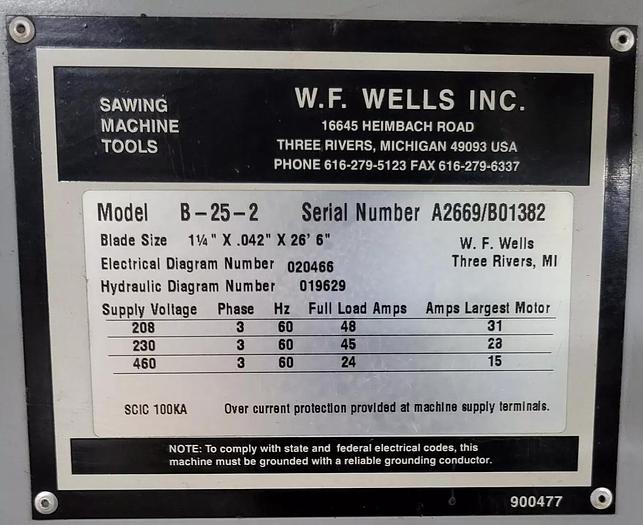 SAWING
MACHINE
TOOLS
W.F. WELLS INC.
16645 HEIMBACH ROAD
THREE RIVERS, MICHIGAN 49093 USA
PHONE 616-279-5123 FAX 616-279-6337
Model B-25-2 Serial Number A2669/B01382
Blade Size 1¼" X .042" X 26' 6"
Electrical Diagram Number 020466
Hydraulic Diagram Number 019629
W. F. Wells
Three Rivers, MI
Supply Voltage Phase Hz Full Load Amps Amps Largest Motor
208 3 60 48 31
230 3 60 45 28
460 3 60 24 15
SCIC 100KA Over current protection provided at machine supply terminals.
NOTE: To comply with state and federal electrical codes, this
machine must be grounded with a reliable grounding conductor.
900477